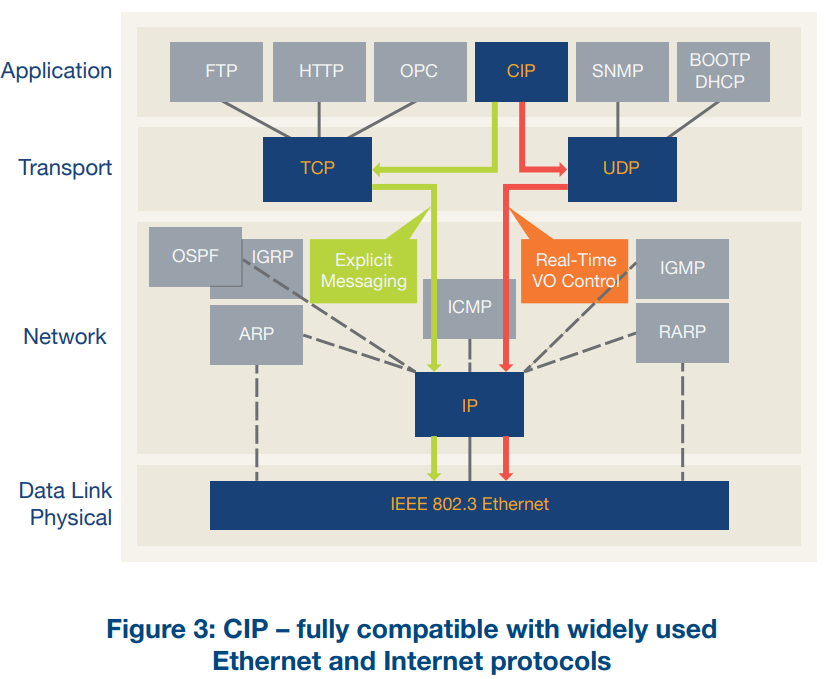 Application
FTP
HTTP
OPC
CIP
SNMP
BOOTP
DHCP
Transport
TCP
UDP
Network
OSPF
IGRP
Explicit
Messaging
Real-Time
VO Control
IGMP
ICMP
ARP
RARP
IP
Data Link
Physical
IEEE 802.3 Ethernet
Figure 3: CIP – fully compatible with widely used
Ethernet and Internet protocols